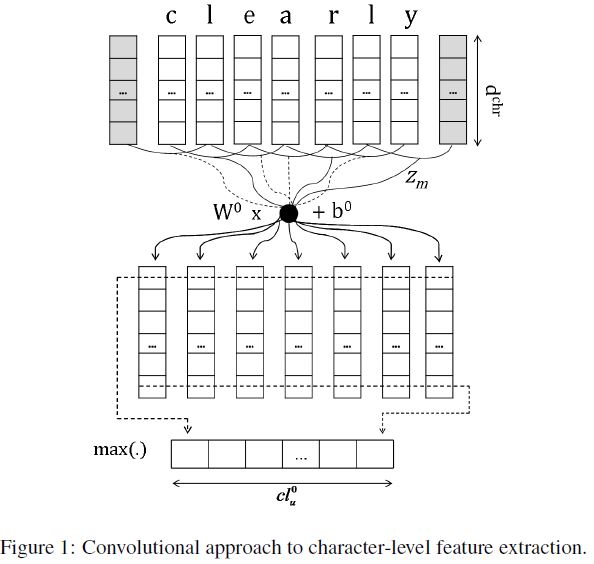 c l e a r l y
... ... ... ... ... ... ... ... ...
d^chr
z_m
W^0 x + b^0
... ... ... ... ... ... ...
max(.)
...
cl_u^0
Figure 1: Convolutional approach to character-level feature extraction.